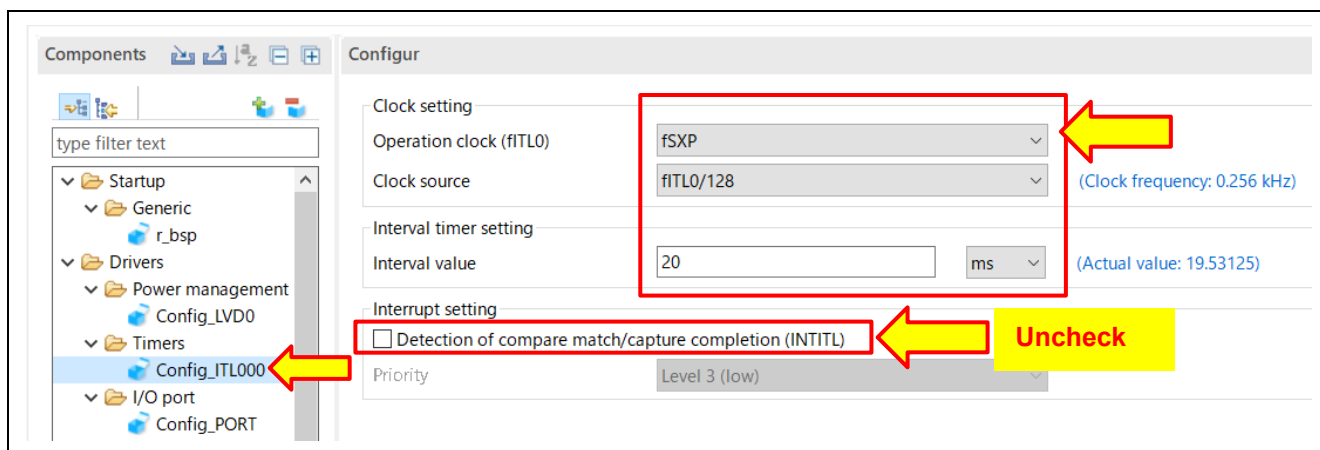 Components
Configur
type filter text
Startup
Generic
r_bsp
Drivers
Power management
Config_LVD0
Timers
Config_ITL000
I/O port
Config_PORT
Clock setting
Operation clock (fITL0) fSXP
Clock source fITL0/128 (Clock frequency: 0.256 kHz)
Interval timer setting
Interval value 20 ms (Actual value: 19.53125)
Interrupt setting
Detection of compare match/capture completion (INTITL)
Uncheck
Priority Level 3 (low)